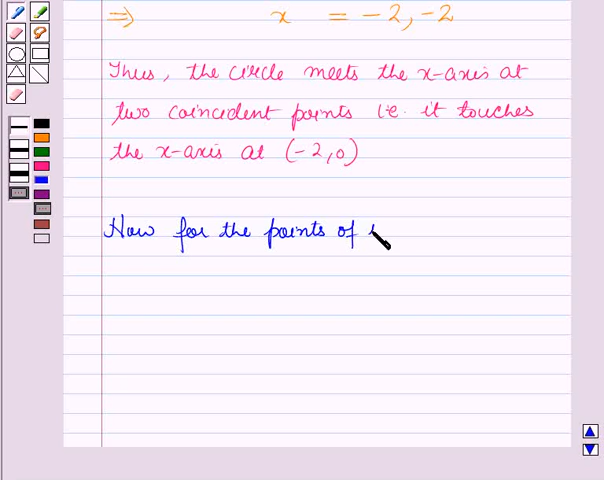 ⇒ x = -2, -2
Thus, the circle meets the x-axis at
two coincident points i.e. it touches
the x-axis at (-2,0)
Now for the points of